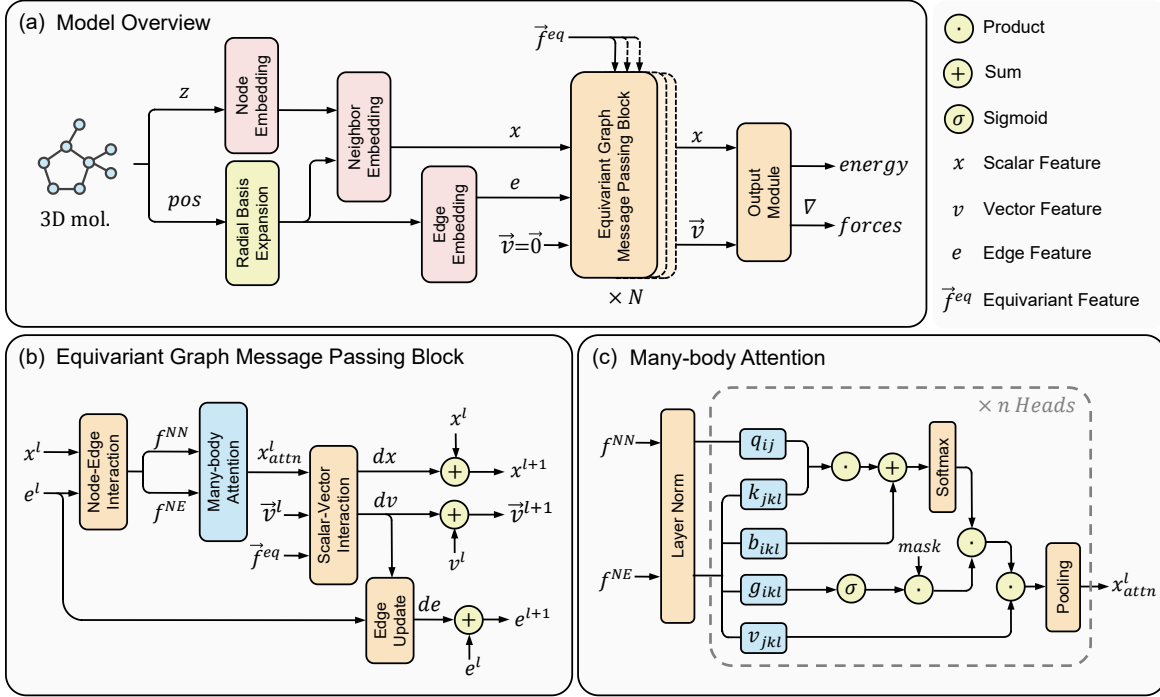 (a) Model Overview
z
pos
3D mol.
Node
Embedding
Radial Basis
Expansion
Neighbor
Embedding
Edge
Embedding
x
e
v⃗=0⃗
f⃗^eq
Equivariant Graph
Message Passing Block
× N
x
v⃗
Output
Module
energy
∇
forces
· Product
+ Sum
σ Sigmoid
x Scalar Feature
v Vector Feature
e Edge Feature
f⃗^eq Equivariant Feature
(b) Equivariant Graph Message Passing Block
x^l
e^l
Node-Edge
Interaction
f^NN
f^NE
Many-body
Attention
x^l_attn
v⃗^l
f⃗^eq
Scalar-Vector
Interaction
dx
dv
x^l
+
x^l+1
+
v⃗^l+1
v^l
Edge
Update
de
+
e^l+1
e^l
(c) Many-body Attention
× n Heads
f^NN
f^NE
Layer Norm
q_ij
k_jkl
b_ikl
g_ikl
v_jkl
·
+
Softmax
σ
mask
·
·
·
Pooling
x^l_attn